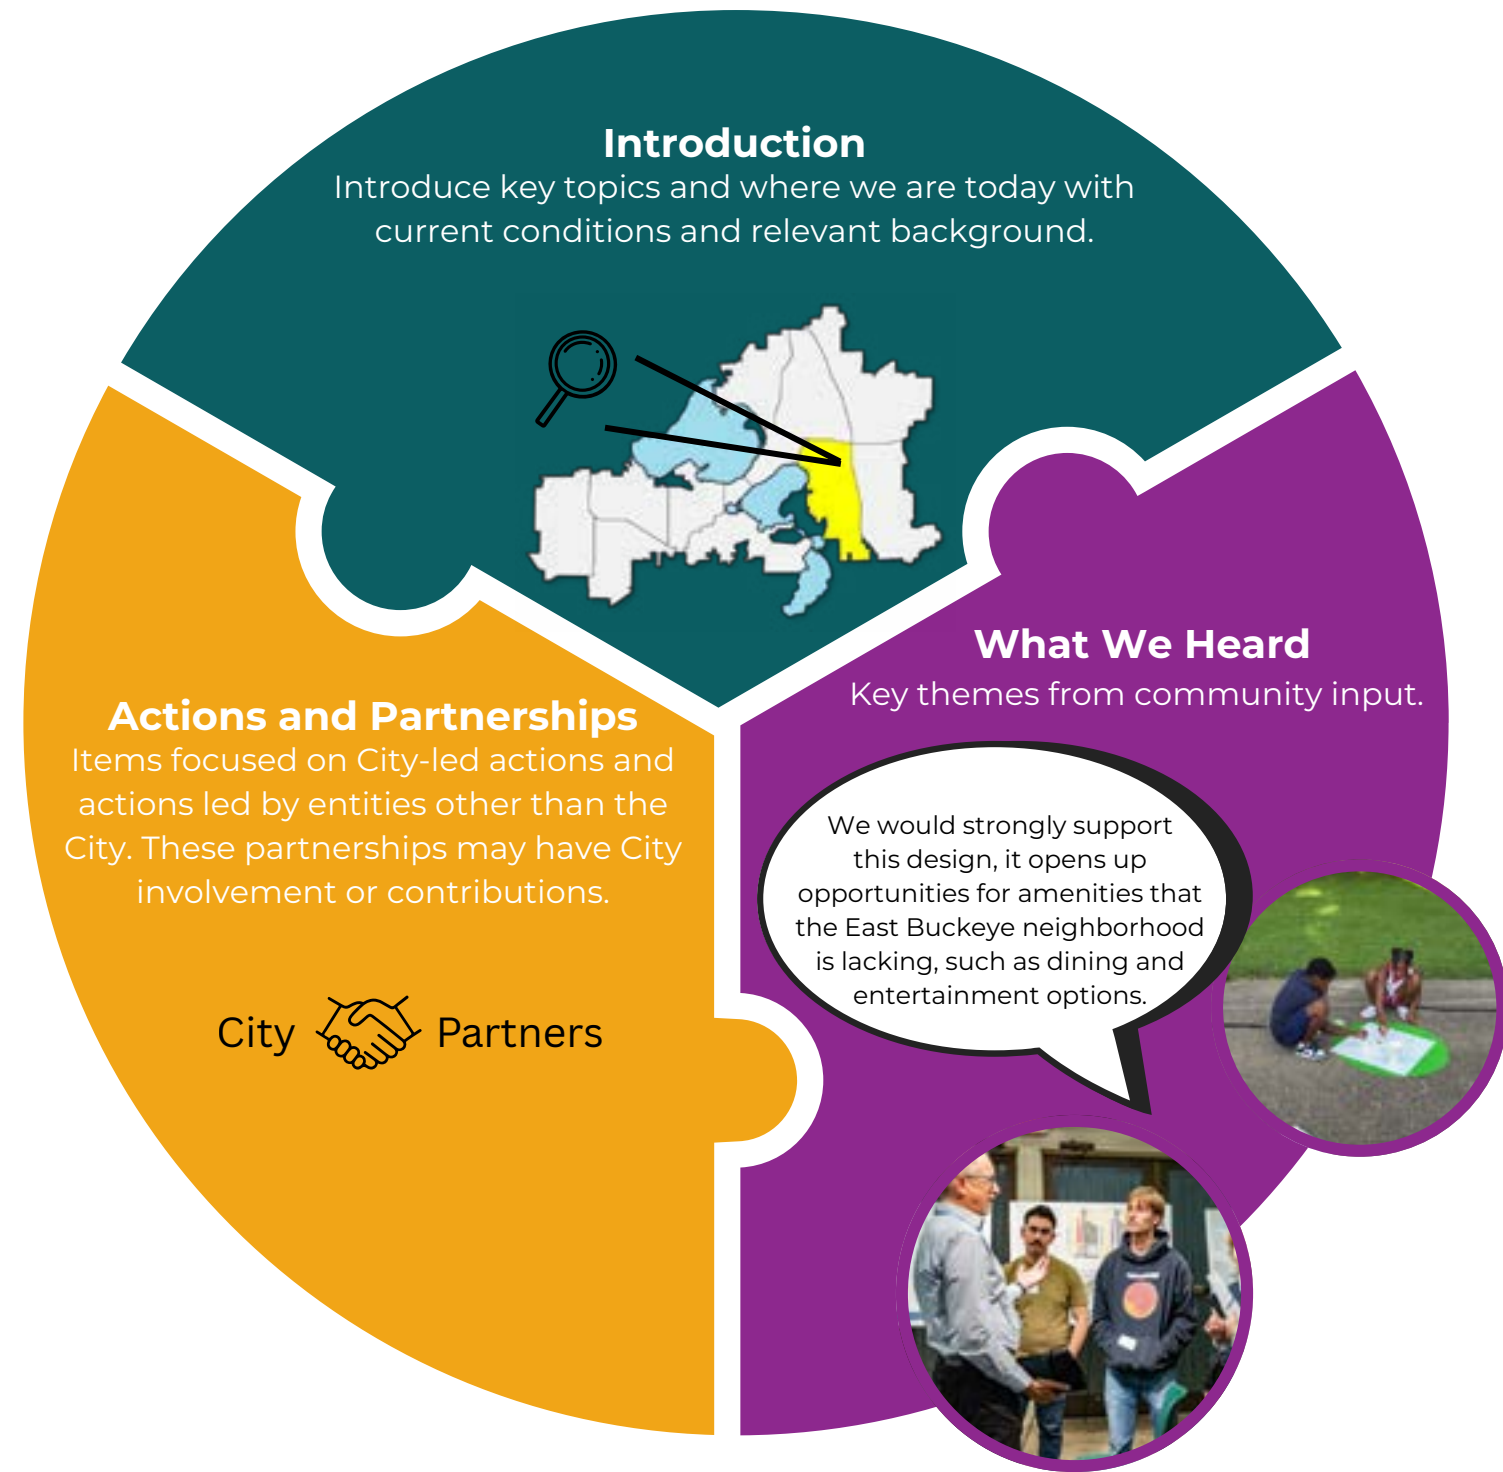 Introduction
Introduce key topics and where we are today with
current conditions and relevant background.
What We Heard
Key themes from community input.
We would strongly support
this design, it opens up
opportunities for amenities that
the East Buckeye neighborhood
is lacking, such as dining and
entertainment options.
Actions and Partnerships
Items focused on City-led actions and
actions led by entities other than the
City. These partnerships may have City
involvement or contributions.
City Partners